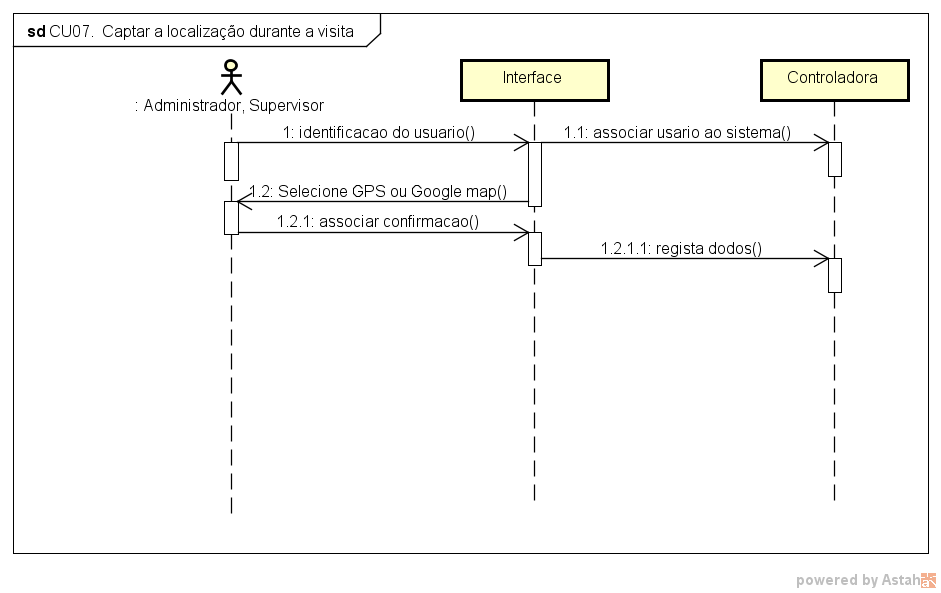 sd CU07. Captar a localização durante a visita
: Administrador, Supervisor
Interface
Controladora
1: identificacao do usuario()
1.1: associar usario ao sistema()
1.2: Selecione GPS ou Google map()
1.2.1: associar confirmacao()
1.2.1.1: regista dodos()
powered by Astah